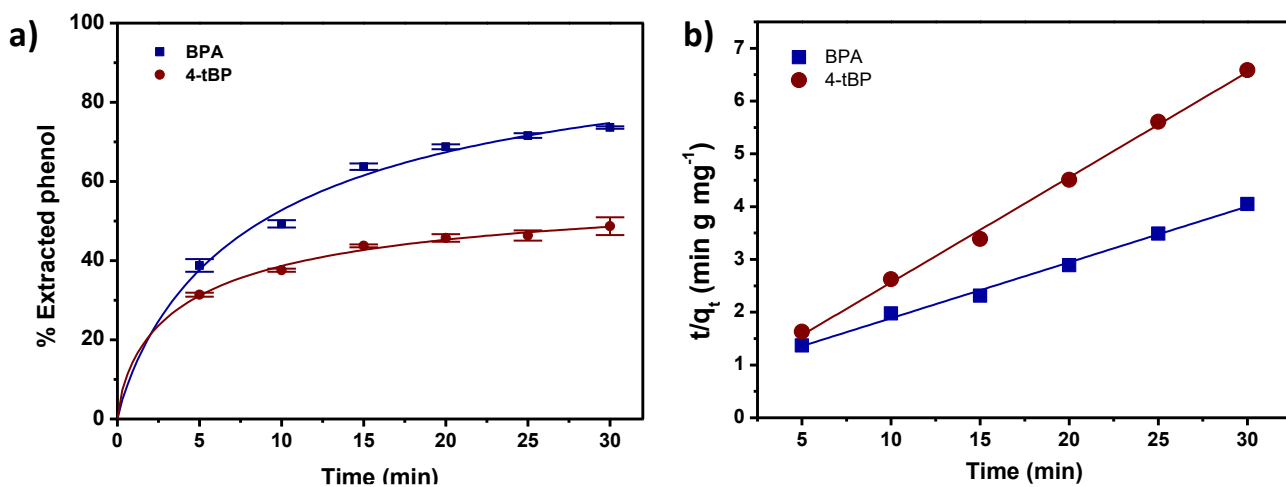 a)
% Extracted phenol
100
80
60
40
20
0
BPA
4-tBP
0 5 10 15 20 25 30
Time (min)
b)
t/qt (min g mg-1)
7
6
5
4
3
2
1
0
BPA
4-tBP
5 10 15 20 25 30
Time (min)